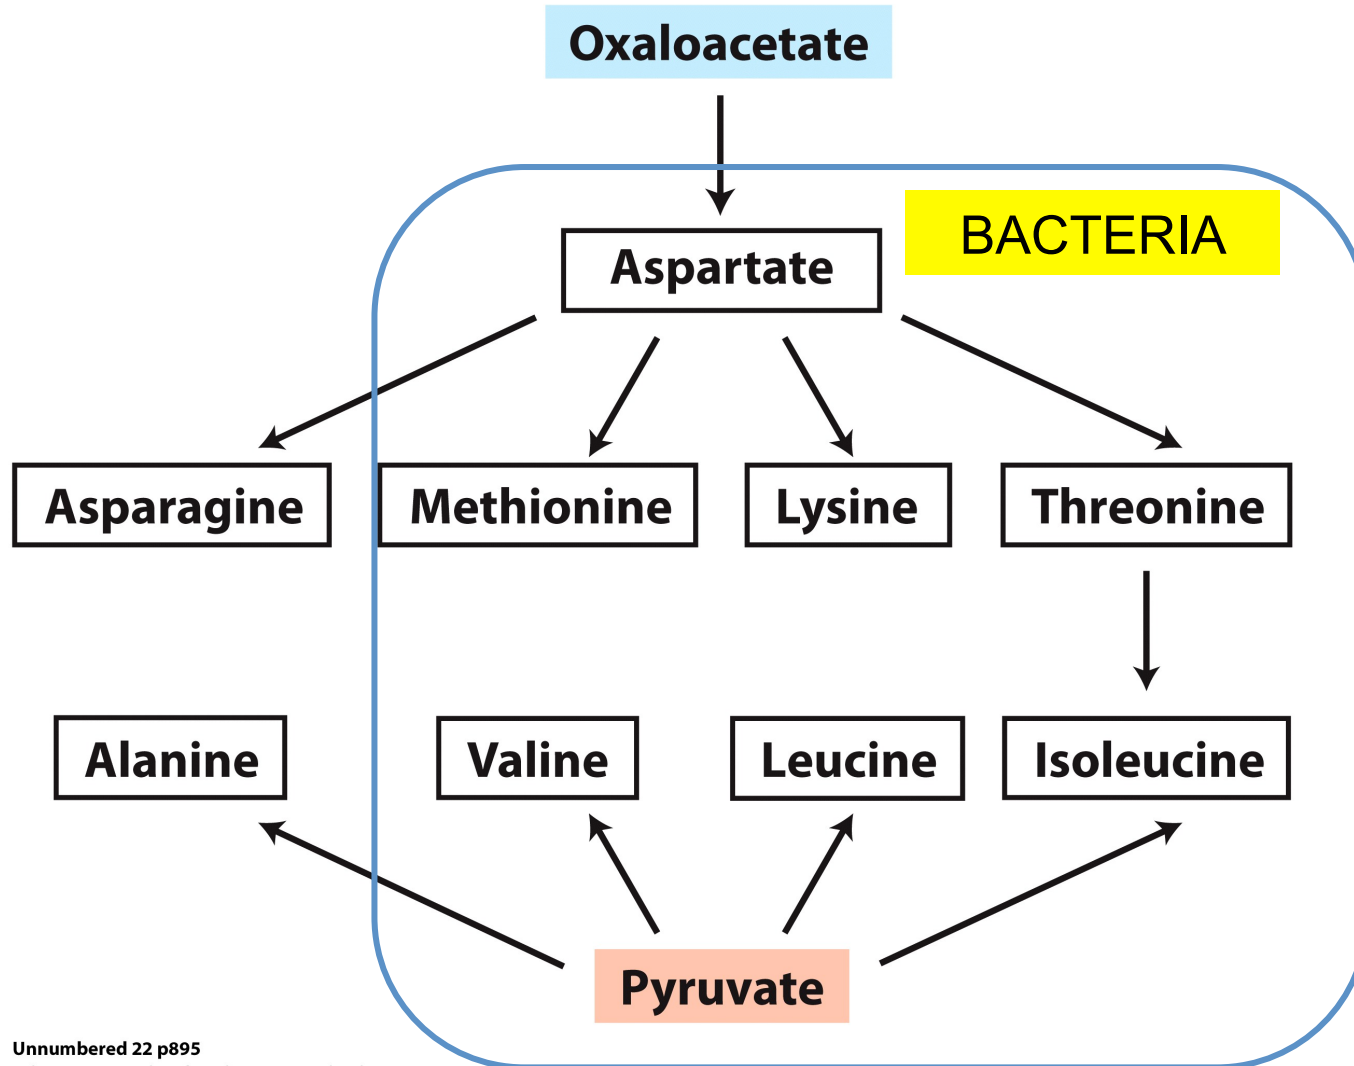 Oxaloacetate
BACTERIA
Aspartate
Asparagine
Methionine
Lysine
Threonine
Alanine
Valine
Leucine
Isoleucine
Pyruvate
Unnumbered 22 p895